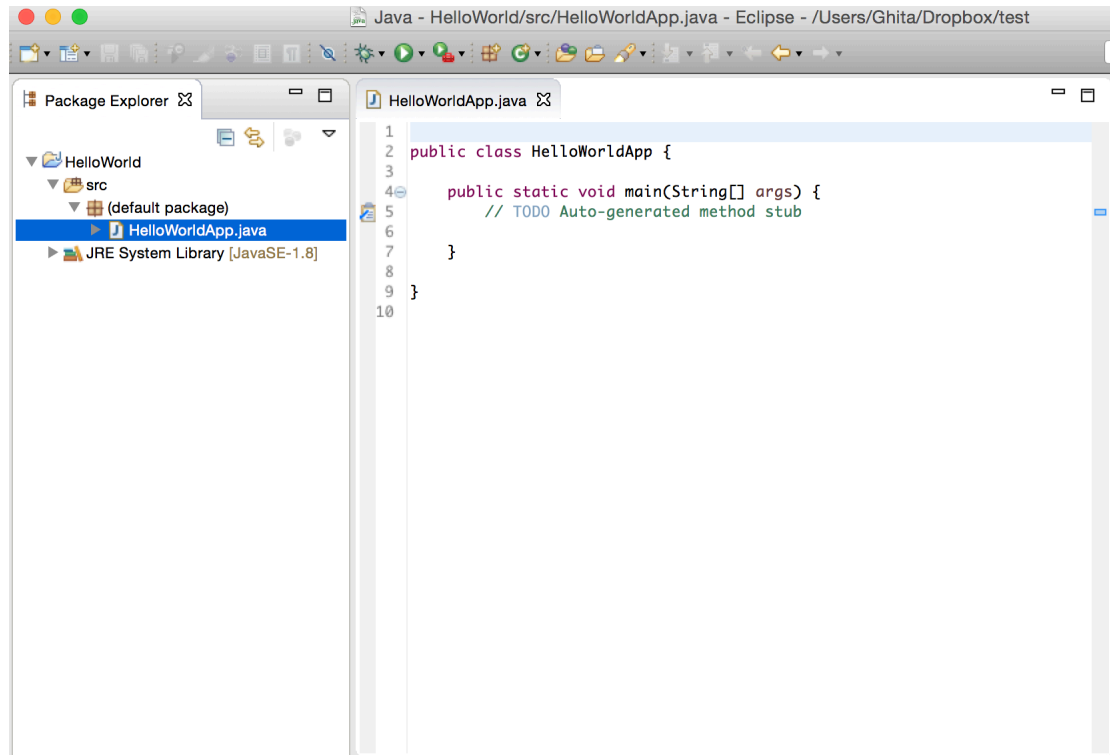 Java - HelloWorld/src/HelloWorldApp.java - Eclipse - /Users/Ghita/Dropbox/test
Package Explorer
HelloWorld
src
(default package)
HelloWorldApp.java
JRE System Library [JavaSE-1.8]
HelloWorldApp.java
1
2 public class HelloWorldApp {
3
4 public static void main(String[] args) {
5 // TODO Auto-generated method stub
6
7 }
8
9 }
10